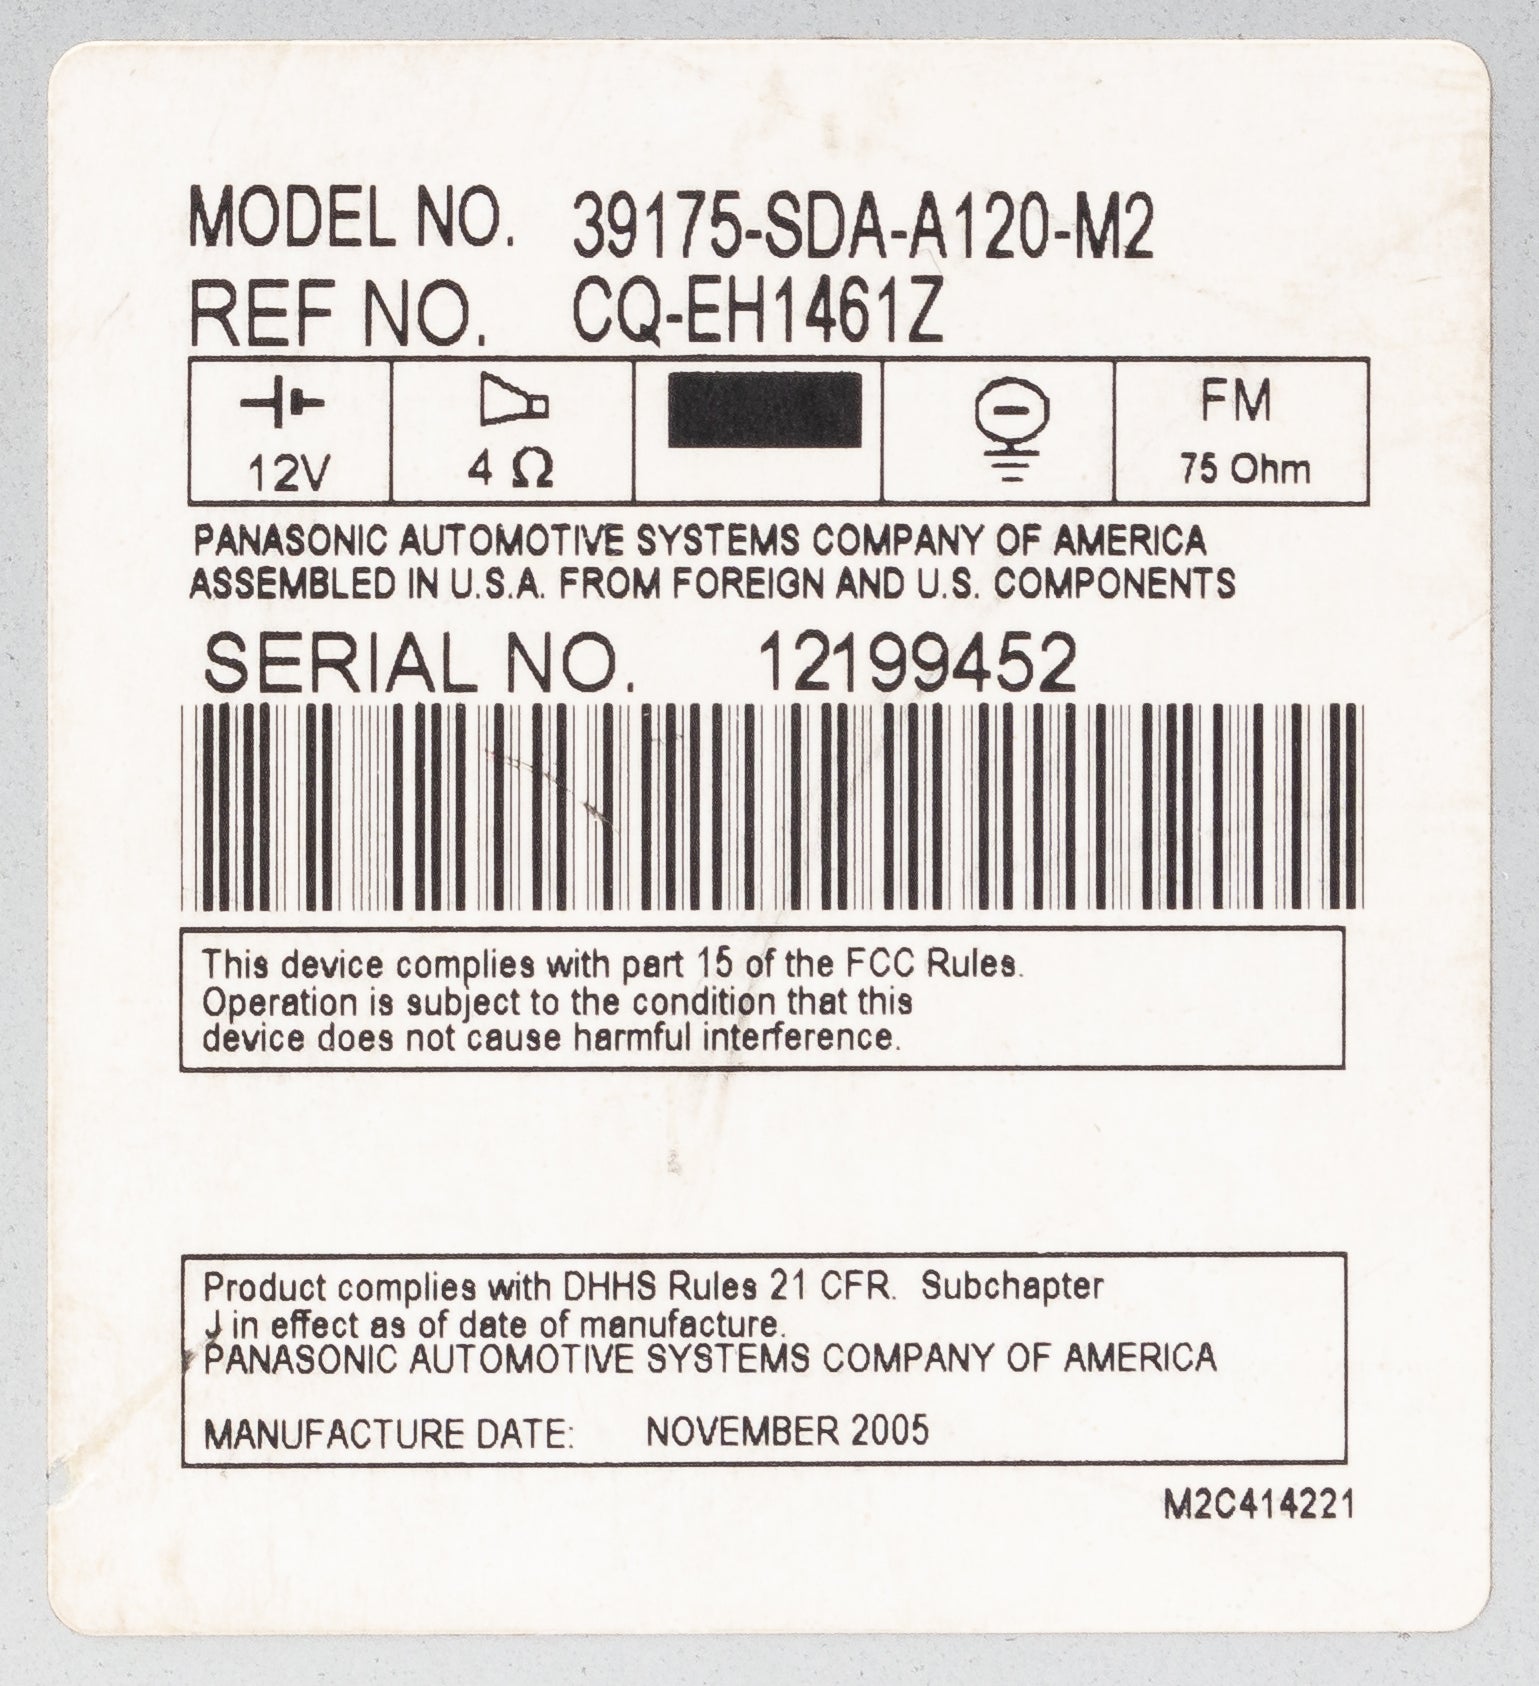 MODEL NO. 39175-SDA-A120-M2
REF NO. CQ-EH1461Z
12V
4 Ω
FM
75 Ohm
PANASONIC AUTOMOTIVE SYSTEMS COMPANY OF AMERICA
ASSEMBLED IN U.S.A. FROM FOREIGN AND U.S. COMPONENTS
SERIAL NO. 12199452
This device complies with part 15 of the FCC Rules.
Operation is subject to the condition that this
device does not cause harmful interference.
Product complies with DHHS Rules 21 CFR. Subchapter
J in effect as of date of manufacture.
PANASONIC AUTOMOTIVE SYSTEMS COMPANY OF AMERICA
MANUFACTURE DATE: NOVEMBER 2005
M2C414221